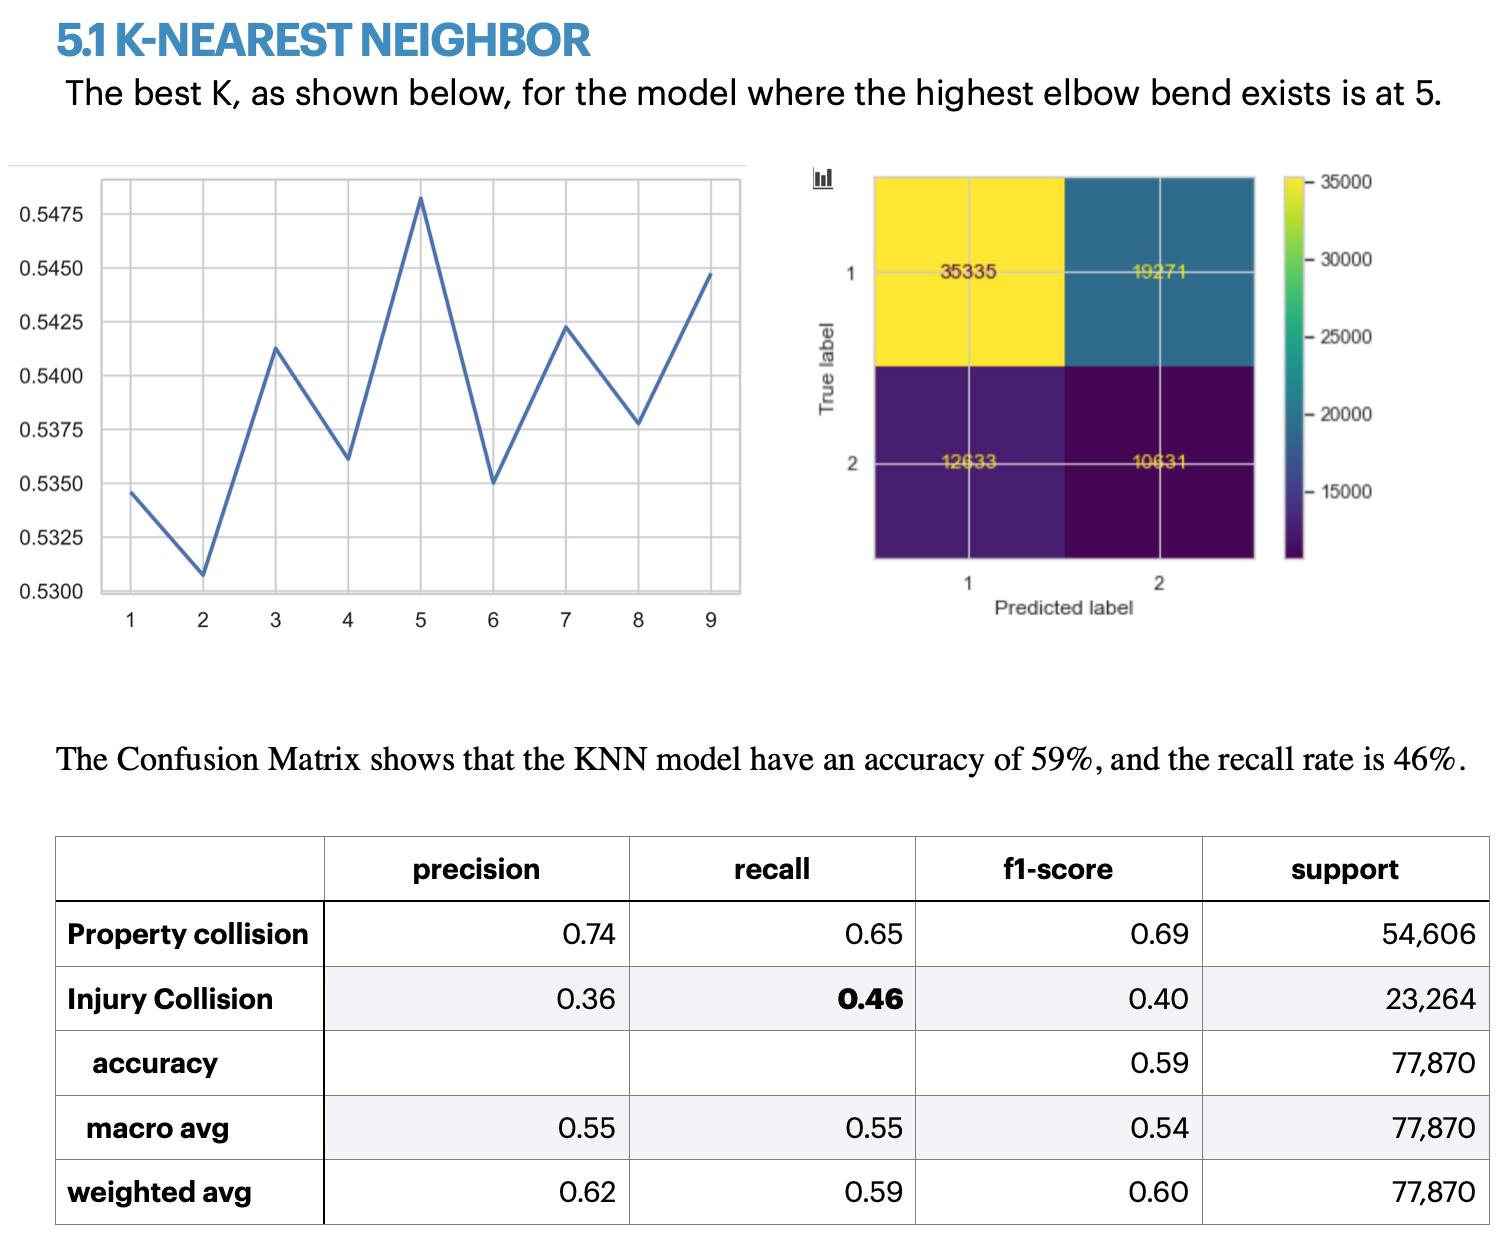 5.1 K-NEAREST NEIGHBOR
The best K, as shown below, for the model where the highest elbow bend exists is at 5.
0.5475
0.5450
0.5425
0.5400
0.5375
0.5350
0.5325
0.5300
1 2 3 4 5 6 7 8 9
True label
1
2
35335 19271
12633 10631
1 2
Predicted label
35000
30000
25000
20000
15000
The Confusion Matrix shows that the KNN model have an accuracy of 59%, and the recall rate is 46%.
precision recall f1-score support
Property collision 0.74 0.65 0.69 54,606
Injury Collision 0.36 0.46 0.40 23,264
accuracy 0.59 77,870
macro avg 0.55 0.55 0.54 77,870
weighted avg 0.62 0.59 0.60 77,870